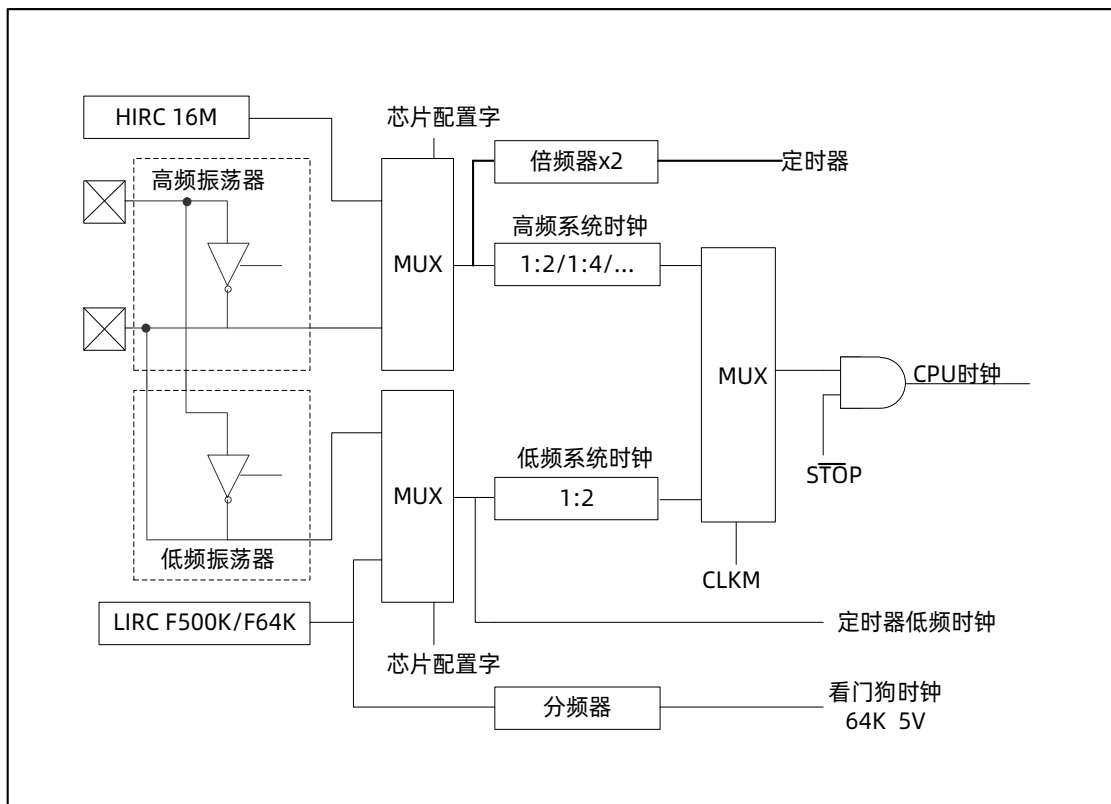 HIRC 16M
芯片配置字
高频振荡器
倍频器x2
定时器
高频系统时钟
MUX
1:2/1:4/...
MUX
CPU时钟
STOP
低频系统时钟
MUX
1:2
低频振荡器
CLKM
LIRC F500K/F64K
定时器低频时钟
芯片配置字
分频器
看门狗时钟
64K 5V